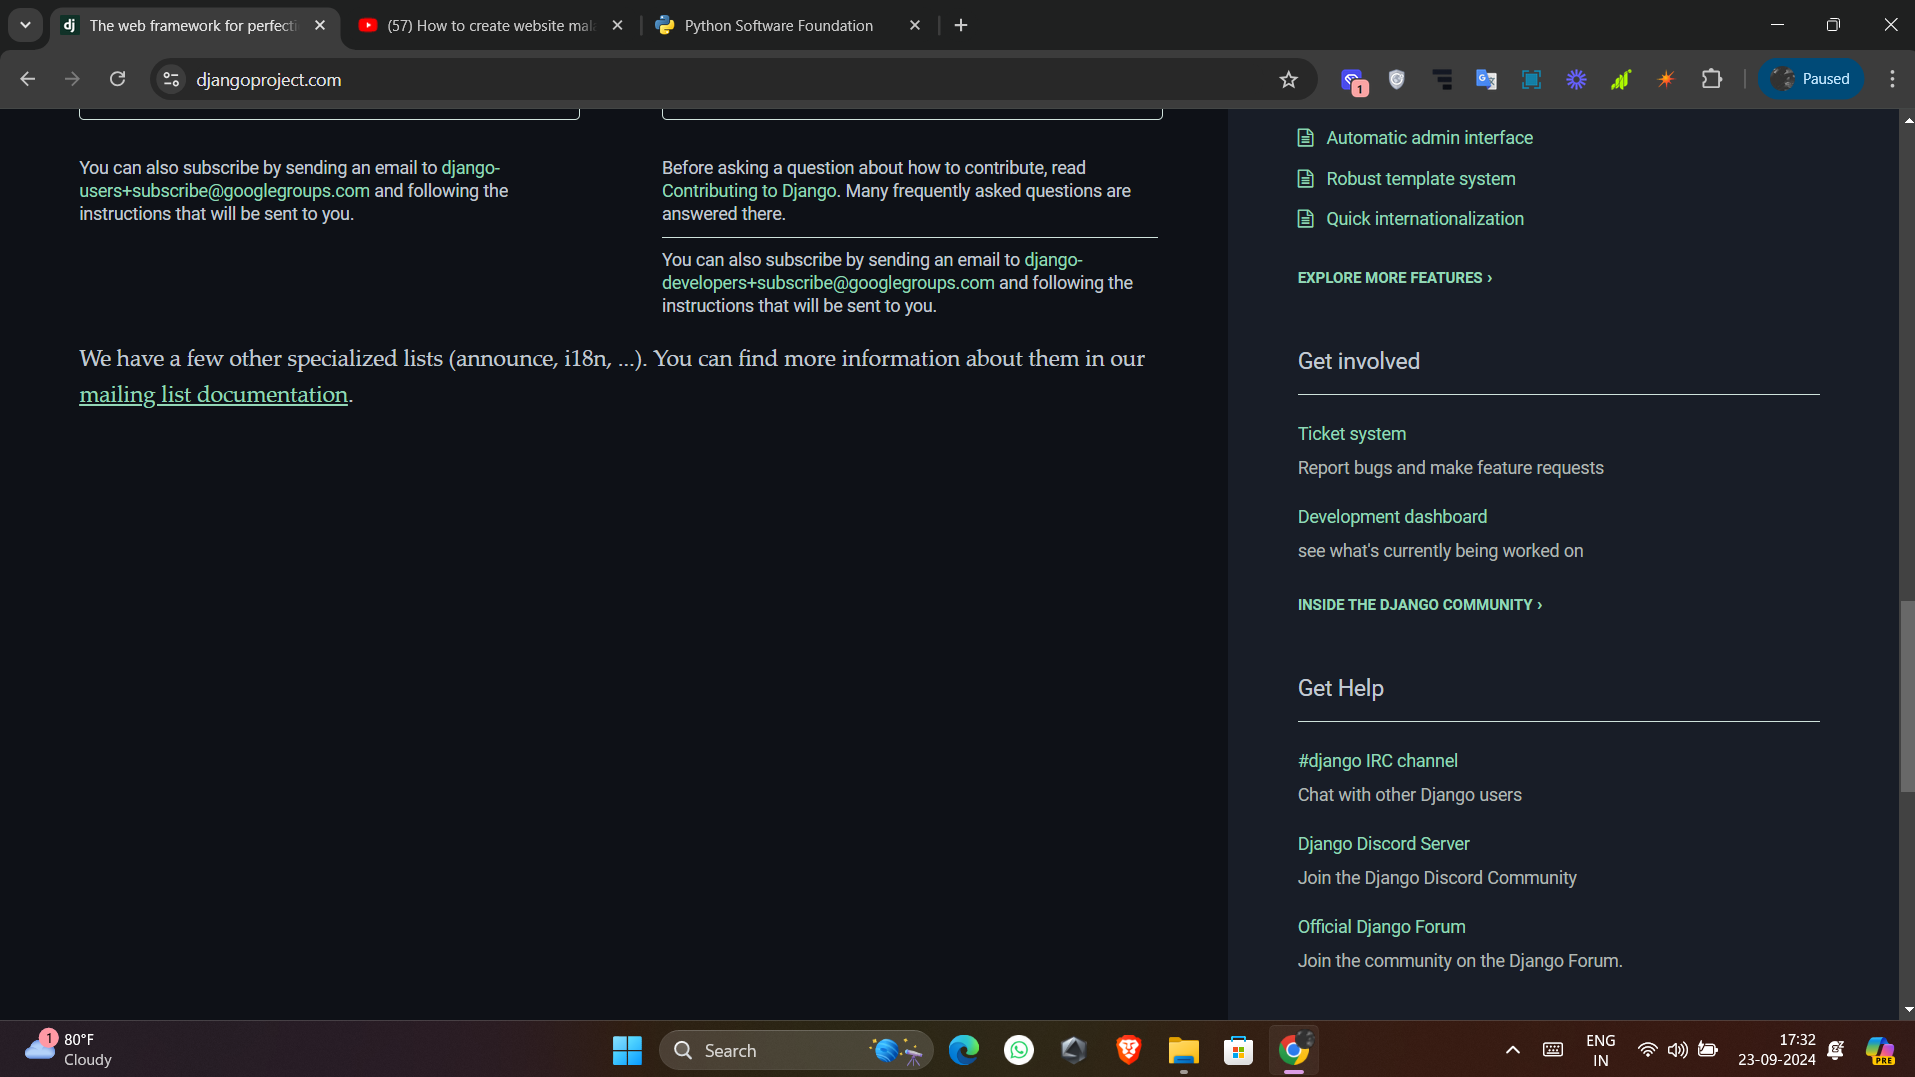 The web framework for perfecti
(57) How to create website mal
Python Software Foundation
djangoproject.com
1
Paused
You can also subscribe by sending an email to django-
users+subscribe@googlegroups.com and following the
instructions that will be sent to you.
Before asking a question about how to contribute, read
Contributing to Django. Many frequently asked questions are
answered there.
You can also subscribe by sending an email to django-
developers+subscribe@googlegroups.com and following the
instructions that will be sent to you.
We have a few other specialized lists (announce, i18n, ...). You can find more information about them in our
mailing list documentation.
Automatic admin interface
Robust template system
Quick internationalization
EXPLORE MORE FEATURES ›
Get involved
Ticket system
Report bugs and make feature requests
Development dashboard
see what's currently being worked on
INSIDE THE DJANGO COMMUNITY ›
Get Help
#django IRC channel
Chat with other Django users
Django Discord Server
Join the Django Discord Community
Official Django Forum
Join the community on the Django Forum.
1
80°F
Cloudy
Search
ENG
IN
17:32
23-09-2024
PRE